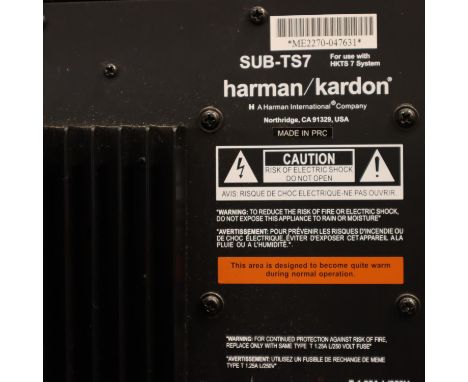 *ME2270-047631*
SUB-TS7 For use with
HKTS 7 System
harman/kardon®
H A Harman International® Company
Northridge, CA 91329, USA
MADE IN PRC
CAUTION
RISK OF ELECTRIC SHOCK
DO NOT OPEN
AVIS: RISQUE DE CHOC ELECTRIQUE-NE PAS OUVRIR.
"WARNING: TO REDUCE THE RISK OF FIRE OR ELECTRIC SHOCK,
DO NOT EXPOSE THIS APPLIANCE TO RAIN OR MOISTURE"
"AVERTISSEMENT: POUR PRÉVENIR LES RISQUES D'INCENDIE OU
DE CHOC ÉLECTRIQUE, ÉVITER D'EXPOSER CET APPAREIL A LA
PLUIE OU A L'HUMIDITÉ."
This area is designed to become quite warm
during normal operation.
"WARNING: FOR CONTINUED PROTECTION AGAINST RISK OF FIRE,
REPLACE ONLY WITH SAME TYPE T 1.25A L/250 VOLT FUSE"
"AVERTISSEMENT: UTILISEZ UN FUSIBLE DE RECHANGE DE MEME
TYPE T 1.25A L/250V"